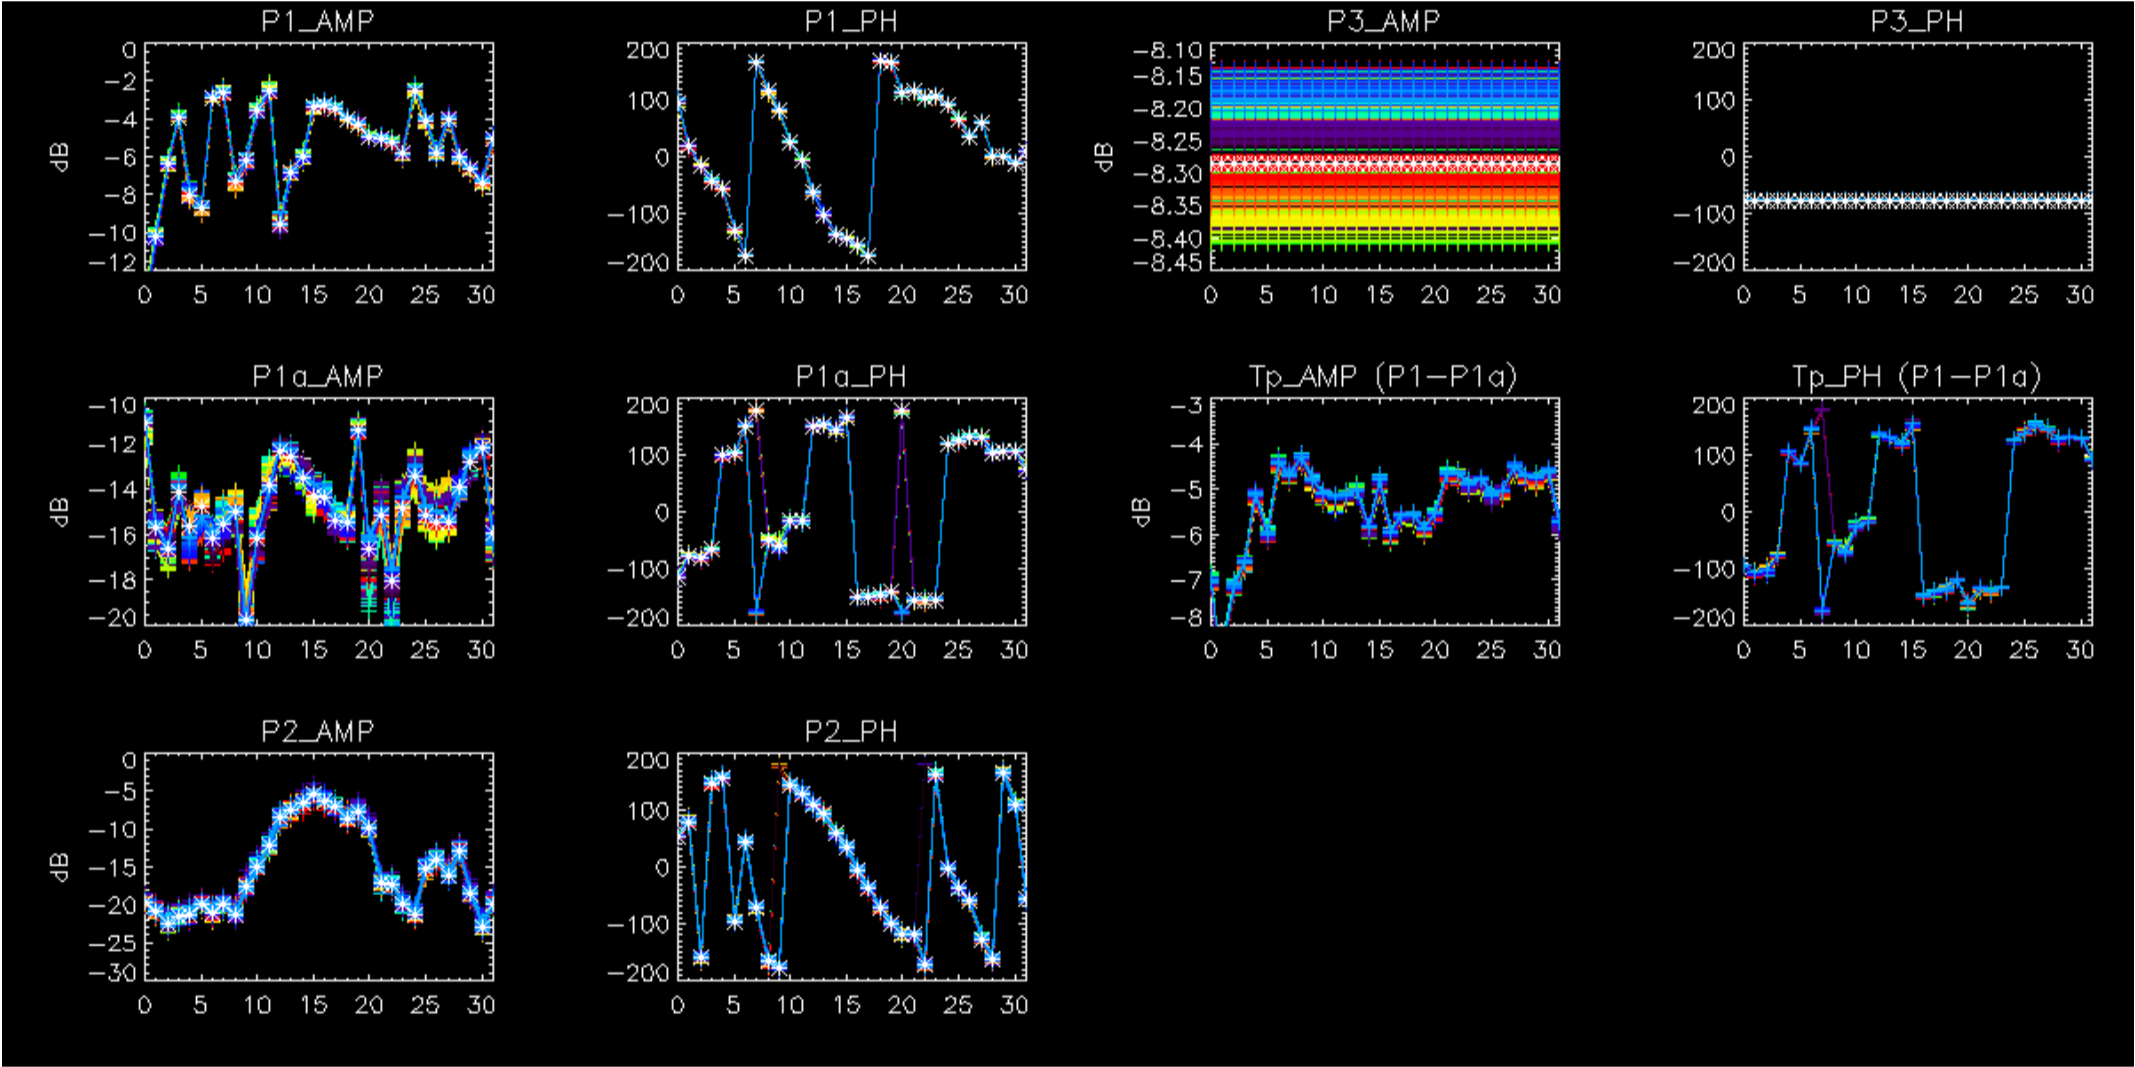 P1_AMP P1_PH P3_AMP P3_PH
0 200 -8.10 200
-2 100 -8.15 100
-4 0 -8.20 0
-6 -100 -8.25 -100
-8 -200 -8.30 -200
-10 -8.35
-12 -8.40
-8.45
dB dB
0 5 10 15 20 25 30 0 5 10 15 20 25 30 0 5 10 15 20 25 30 0 5 10 15 20 25 30
P1a_AMP P1a_PH Tp_AMP (P1-P1a) Tp_PH (P1-P1a)
-10 200 -3 200
-12 100 -4 100
-14 0 -5 0
-16 -100 -6 -100
-18 -200 -7 -200
-20 -8
dB dB
0 5 10 15 20 25 30 0 5 10 15 20 25 30 0 5 10 15 20 25 30 0 5 10 15 20 25 30
P2_AMP P2_PH
0 200
-5 100
-10 0
-15 -100
-20 -200
-25
-30
dB
0 5 10 15 20 25 30 0 5 10 15 20 25 30